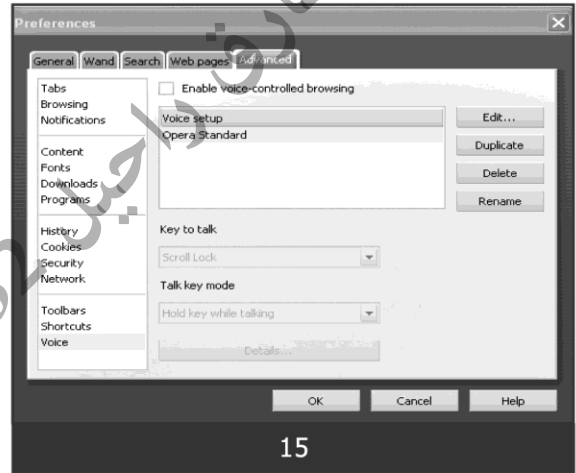 Preferences
General Wand Search Web pages Advanced
Tabs
Browsing
Notifications
Content
Fonts
Downloads
Programs
History
Cookies
Security
Network
Toolbars
Shortcuts
Voice
Enable voice-controlled browsing
Voice setup
Opera Standard
Edit...
Duplicate
Delete
Rename
Key to talk
Scroll Lock
Talk key mode
Hold key while talking
Details...
OK Cancel Help
15